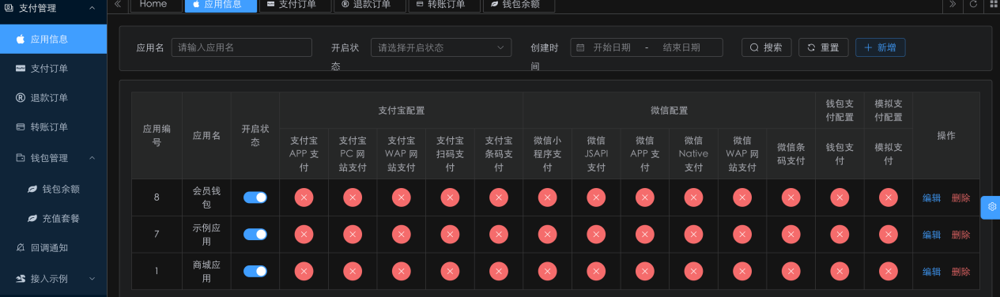 支付管理
Home
应用信息
支付订单
退款订单
转账订单
钱包余额
应用信息
支付订单
退款订单
转账订单
钱包管理
钱包余额
充值套餐
回调通知
接入示例
应用名
请输入应用名
开启状
态
请选择开启状态
创建时
间
开始日期 - 结束日期
搜索
重置
新增
应用编
号
应用名
开启状
态
支付宝配置
微信配置
钱包支
付配置
模拟支
付配置
操作
支付宝
APP 支
付
支付宝
PC 网
站支付
支付宝
WAP 网
站支付
支付宝
扫码支
付
支付宝
条码支
付
微信小
程序支
付
微信
JSAPI
支付
微信
APP 支
付
微信
Native
支付
微信
WAP 网
站支付
微信条
码支付
钱包支
付
模拟支
付
8
会员钱
包
编辑 删除
7
示例应
用
编辑 删除
1
商城应
用
编辑 删除